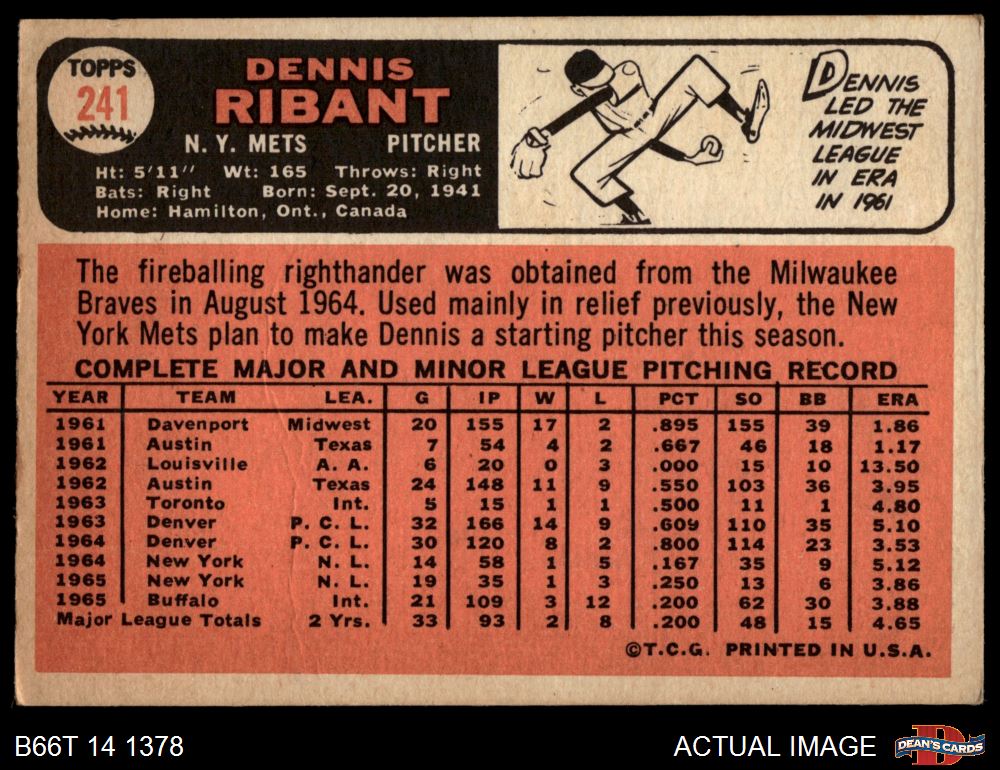 TOPPS
241
DENNIS
RIBANT
N. Y. METS PITCHER
Ht: 5'11" Wt: 165 Throws: Right
Bats: Right Born: Sept. 20, 1941
Home: Hamilton, Ont., Canada
DENNIS
LED THE
MIDWEST
LEAGUE
IN ERA
IN 1961
The fireballing righthander was obtained from the Milwaukee
Braves in August 1964. Used mainly in relief previously, the New
York Mets plan to make Dennis a starting pitcher this season.
COMPLETE MAJOR AND MINOR LEAGUE PITCHING RECORD
YEAR TEAM LEA. G IP W L PCT SO BB ERA
1961 Davenport Midwest 20 155 17 2 .895 155 39 1.86
1961 Austin Texas 7 54 4 2 .667 46 18 1.17
1962 Louisville A. A. 6 20 0 3 .000 15 10 13.50
1962 Austin Texas 24 148 11 9 .550 103 36 3.95
1963 Toronto Int. 5 15 1 1 .500 11 1 4.80
1963 Denver P. C. L. 32 166 14 9 .609 110 35 5.10
1964 Denver P. C. L. 30 120 8 2 .800 114 23 3.53
1964 New York N. L. 14 58 1 5 .167 35 9 5.12
1965 New York N. L. 19 35 1 3 .250 13 6 3.86
1965 Buffalo Int. 21 109 3 12 .200 62 30 3.88
Major League Totals 2 Yrs. 33 93 2 8 .200 48 15 4.65
©T.C.G. PRINTED IN U.S.A.
B66T 14 1378
ACTUAL IMAGE
DEAN'S CARDS